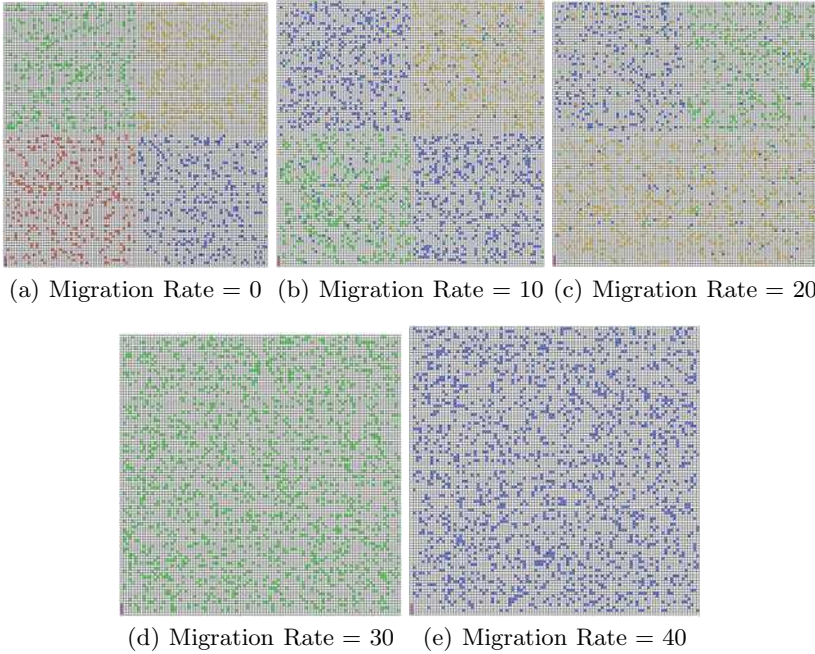 (a) Migration Rate = 0 (b) Migration Rate = 10 (c) Migration Rate = 20
(d) Migration Rate = 30 (e) Migration Rate = 40